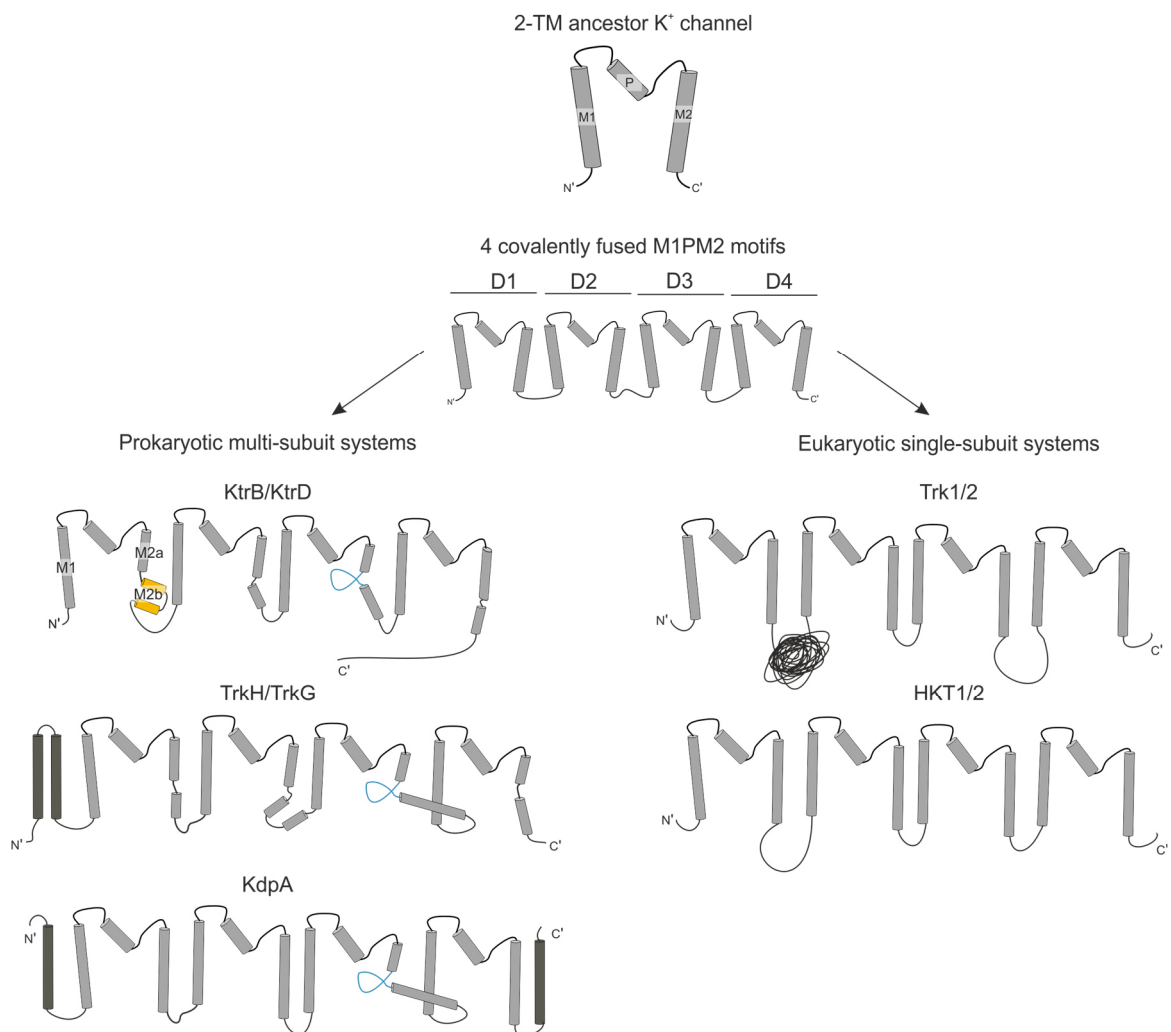 2-TM ancestor K⁺ channel
M1
P
M2
N'
C'
4 covalently fused M1PM2 motifs
D1 D2 D3 D4
N'
C'
Prokaryotic multi-subuit systems
Eukaryotic single-subuit systems
KtrB/KtrD
M1
M2a
M2b
N'
C'
Trk1/2
N'
C'
TrkH/TrkG
N'
C'
HKT1/2
N'
C'
KdpA
N'
C'